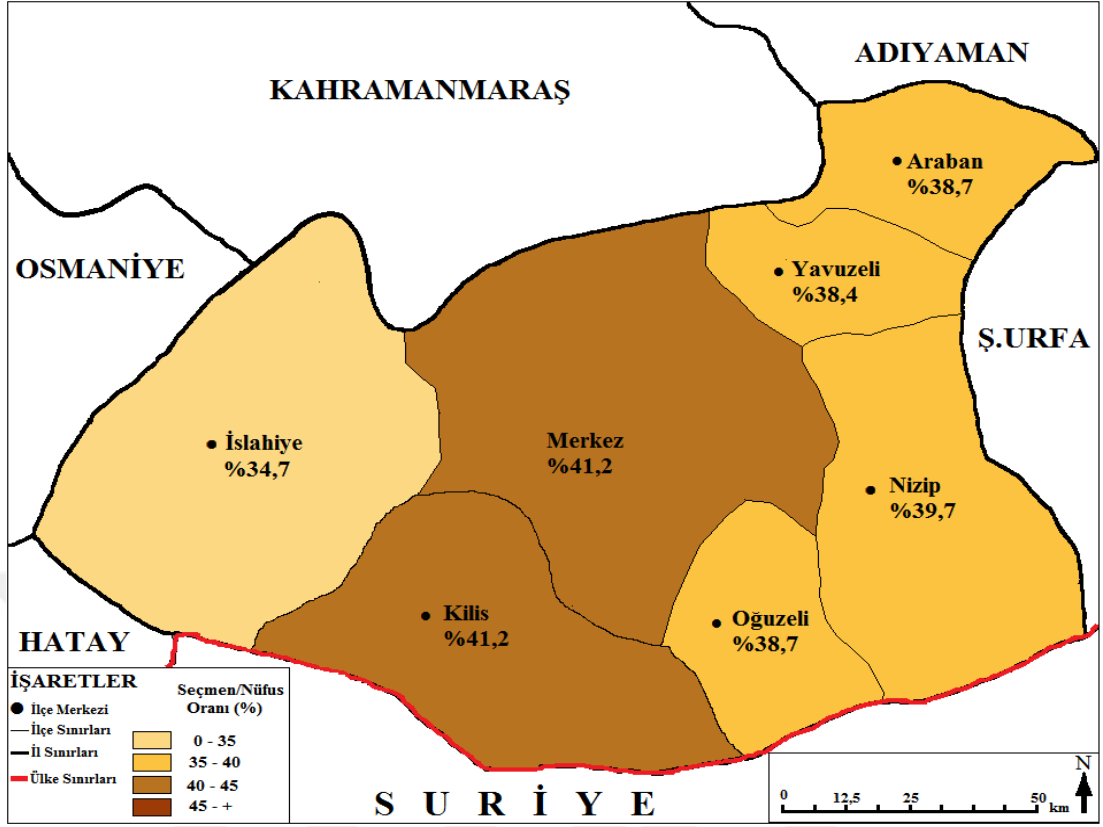 ADIYAMAN
KAHRAMANMARAŞ
Araban
%38,7
OSMANİYE
Yavuzeli
%38,4
Ş.URFA
İslahiye
%34,7
Merkez
%41,2
Nizip
%39,7
Kilis
%41,2
Oğuzeli
%38,7
HATAY
İŞARETLER
İlçe Merkezi
İlçe Sınırları
İl Sınırları
Ülke Sınırları
Seçmen/Nüfus
Oranı (%)
0 - 35
35 - 40
40 - 45
45 - +
SURİYE
N
0 12,5 25 50 km